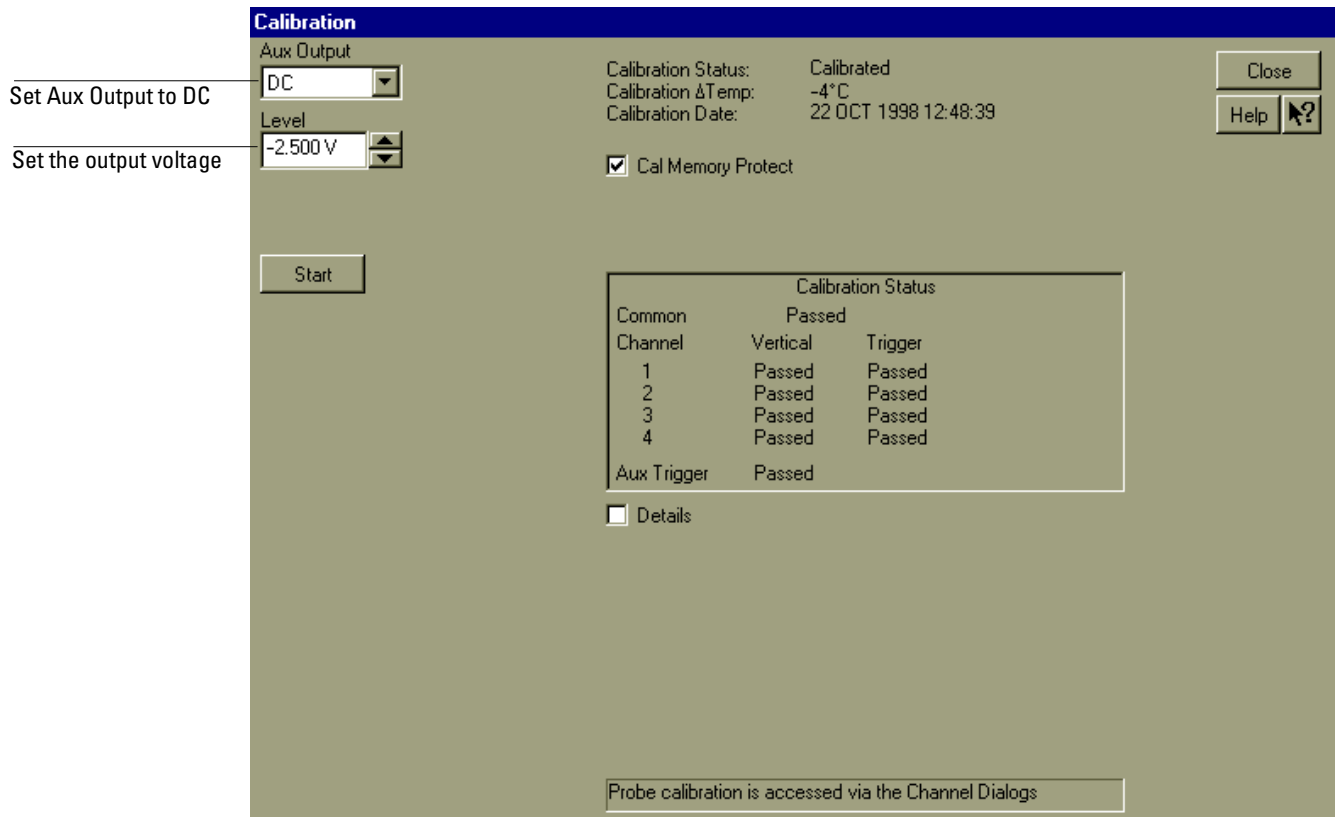 Calibration
Aux Output
DC
Set Aux Output to DC
Level
-2.500 V
Set the output voltage
Start
Calibration Status: Calibrated
Calibration ΔTemp: -4°C
Calibration Date: 22 OCT 1998 12:48:39
Cal Memory Protect
Close
Help ?
Calibration Status
Common Passed
Channel Vertical Trigger
1 Passed Passed
2 Passed Passed
3 Passed Passed
4 Passed Passed
Aux Trigger Passed
Details
Probe calibration is accessed via the Channel Dialogs